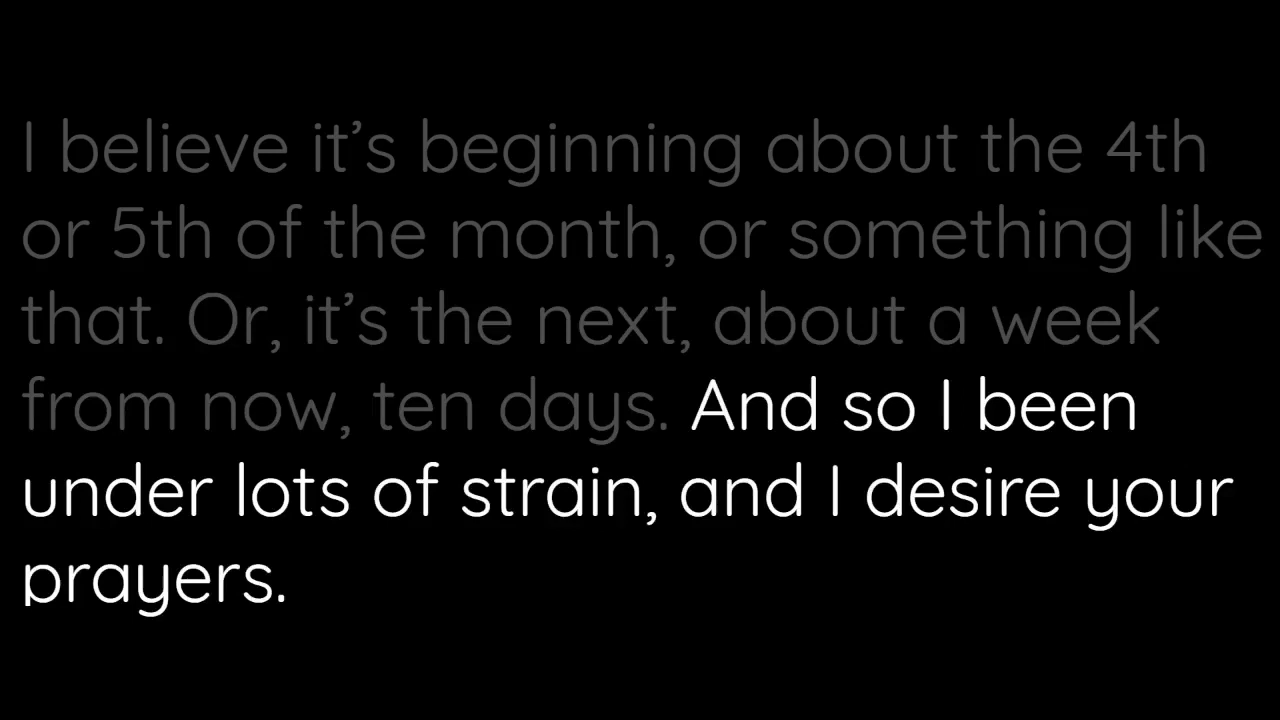 I believe it’s beginning about the 4th
or 5th of the month, or something like
that. Or, it’s the next, about a week
from now, ten days. And so I been
under lots of strain, and I desire your
prayers.